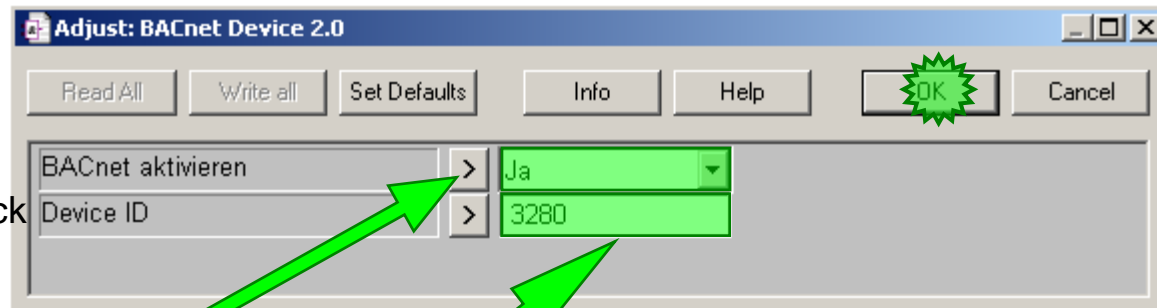 Adjust: BACnet Device 2.0
Read All Write all Set Defaults Info Help OK Cancel
BACnet aktivieren > Ja
ck Device ID > 3280